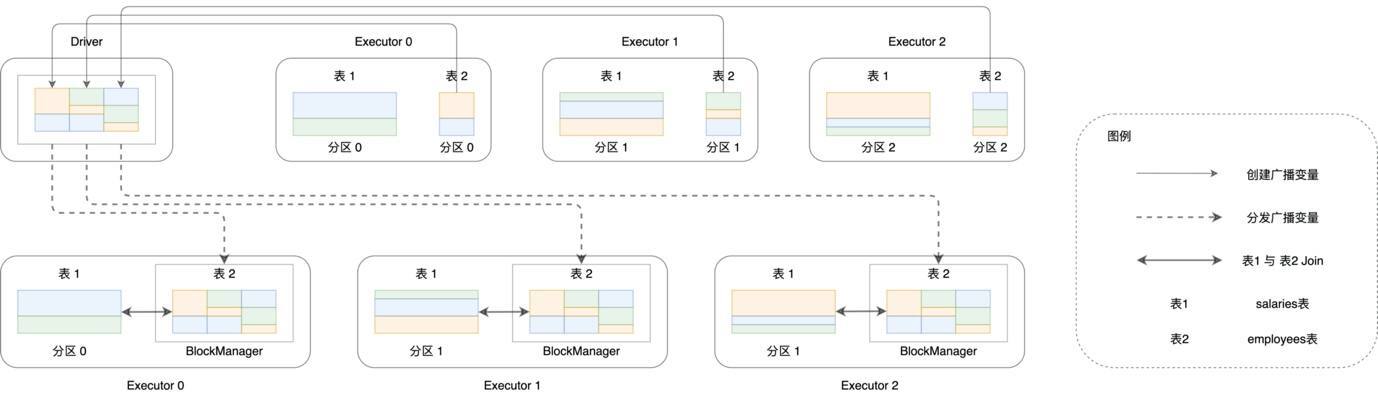 Driver
Executor 0
Executor 1
Executor 2
表 1
表 2
表 1
表 2
表 1
表 2
分区 0
分区 0
分区 1
分区 1
分区 2
分区 2
图例
创建广播变量
分发广播变量
表1 与 表2 Join
表1
salaries表
表2
employees表
表 1
表 2
表 1
表 2
表 1
表 2
分区 0
BlockManager
分区 1
BlockManager
分区 1
BlockManager
Executor 0
Executor 1
Executor 2